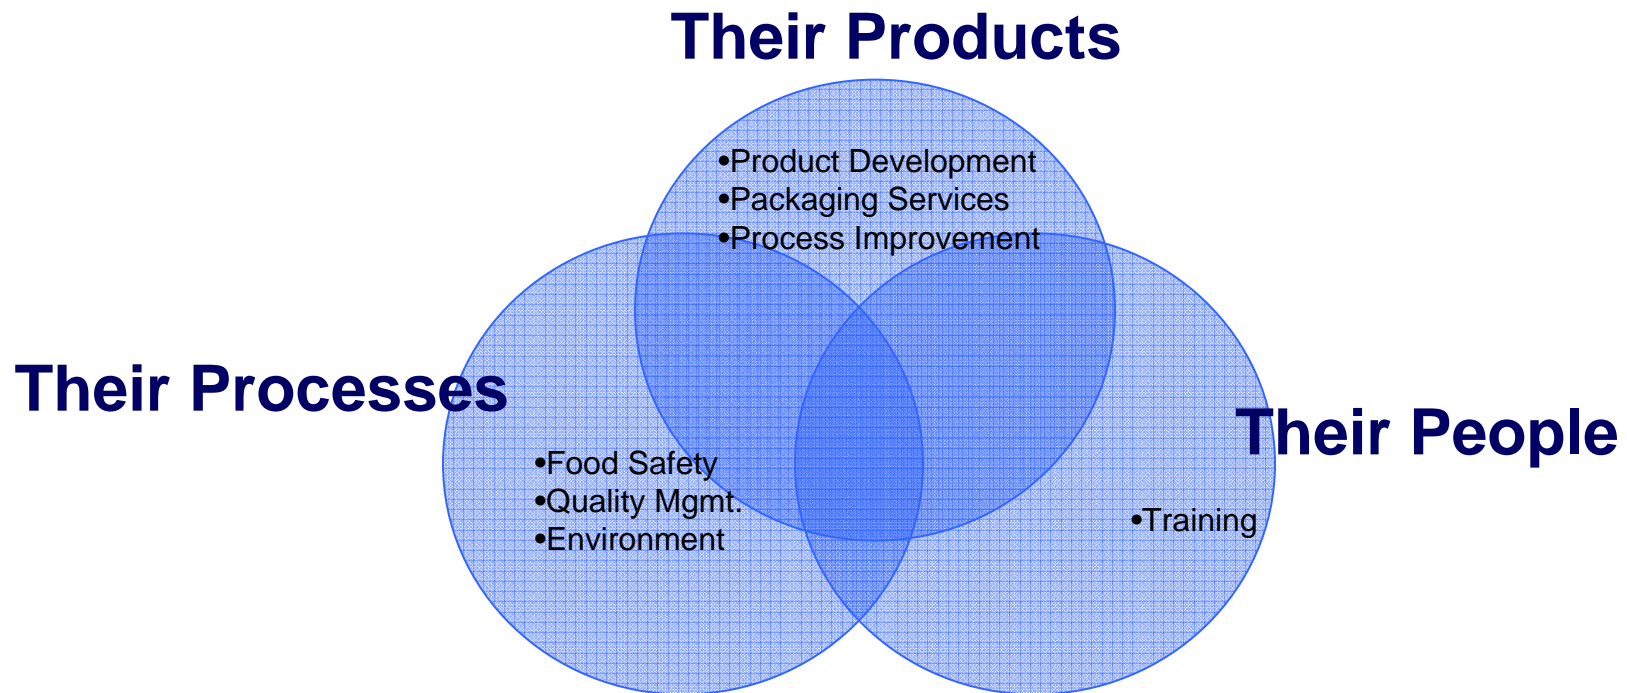 Their Products
•Product Development
•Packaging Services
•Process Improvement
Their Processes
•Food Safety
•Quality Mgmt.
•Environment
Their People
•Training